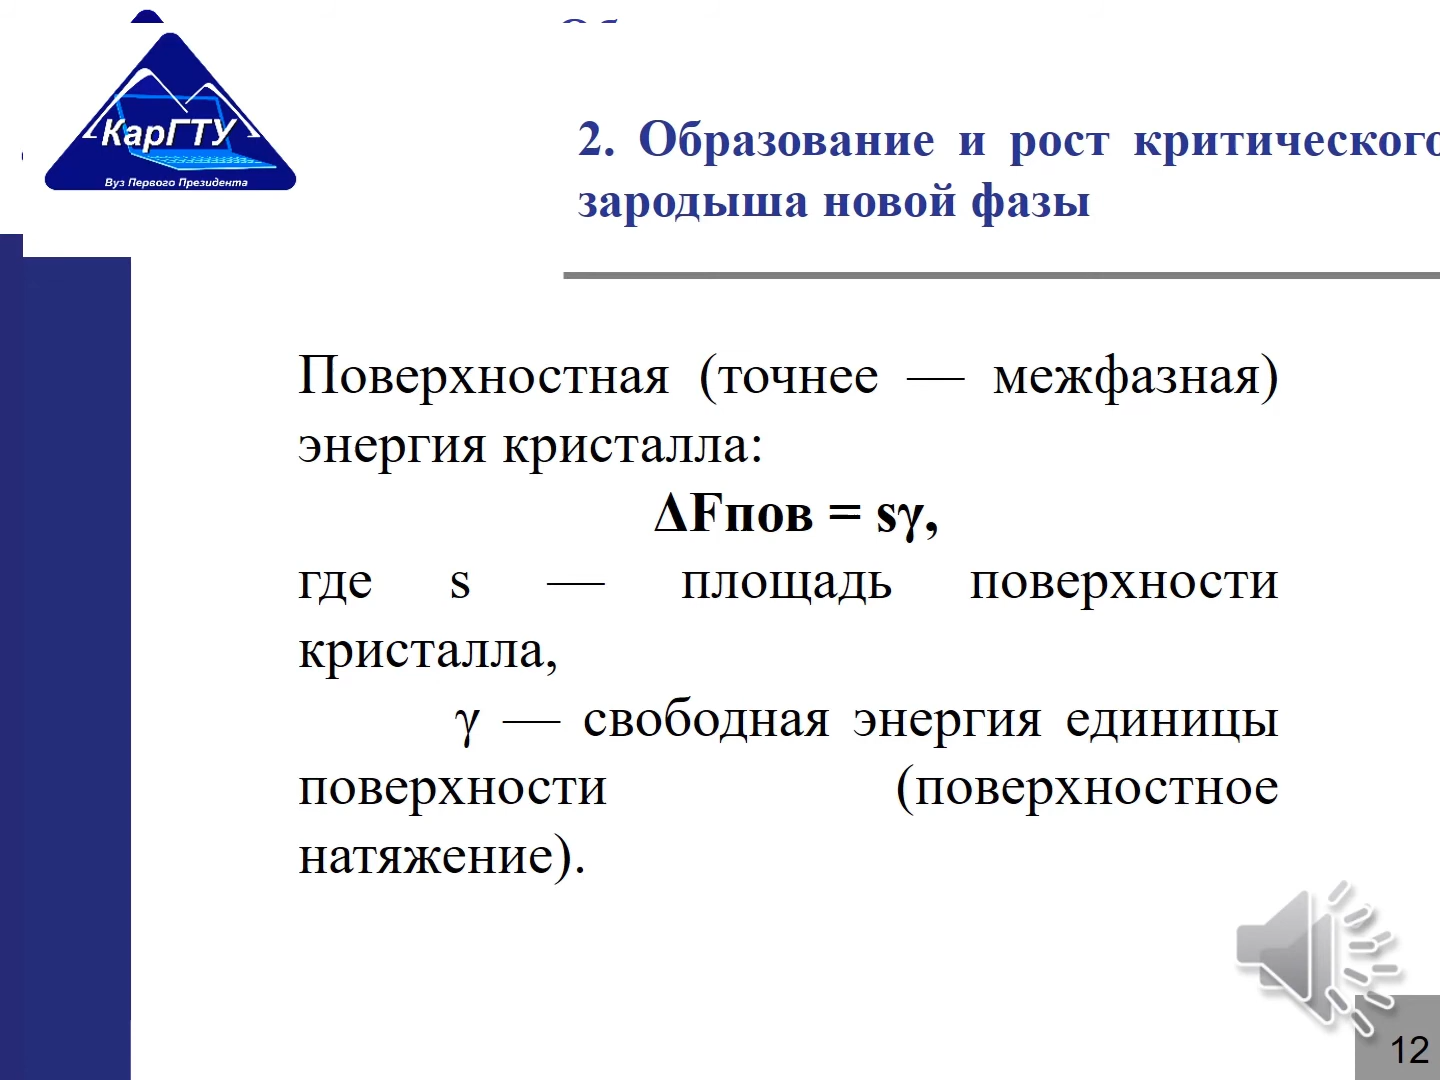 КарГТУ
Вуз Первого Президента
2. Образование и рост критического
зародыша новой фазы
Поверхностная (точнее — межфазная)
энергия кристалла:
ΔFпов = sγ,
где s — площадь поверхности
кристалла,
γ — свободная энергия единицы
поверхности (поверхностное
натяжение).
12